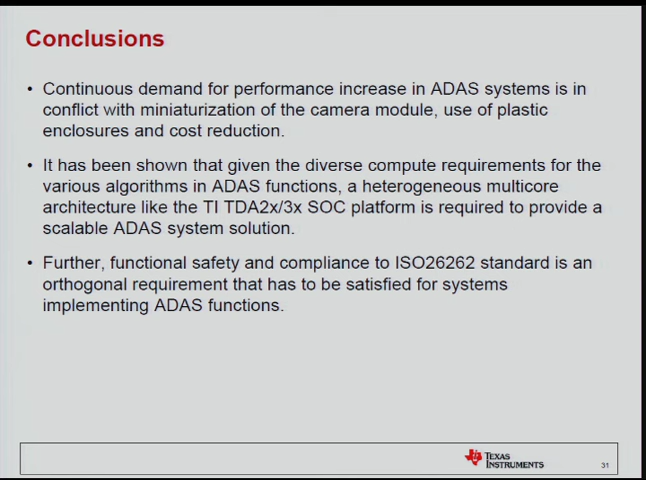 Conclusions
• Continuous demand for performance increase in ADAS systems is in
conflict with miniaturization of the camera module, use of plastic
enclosures and cost reduction.
• It has been shown that given the diverse compute requirements for the
various algorithms in ADAS functions, a heterogeneous multicore
architecture like the TI TDA2x/3x SOC platform is required to provide a
scalable ADAS system solution.
• Further, functional safety and compliance to ISO26262 standard is an
orthogonal requirement that has to be satisfied for systems
implementing ADAS functions.
TEXAS
INSTRUMENTS
31